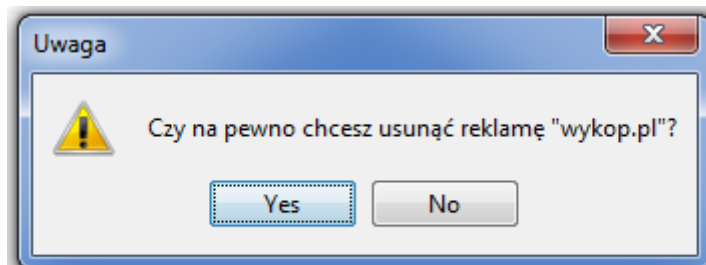 Uwaga
Czy na pewno chcesz usunąć reklamę "wykop.pl"?
Yes No